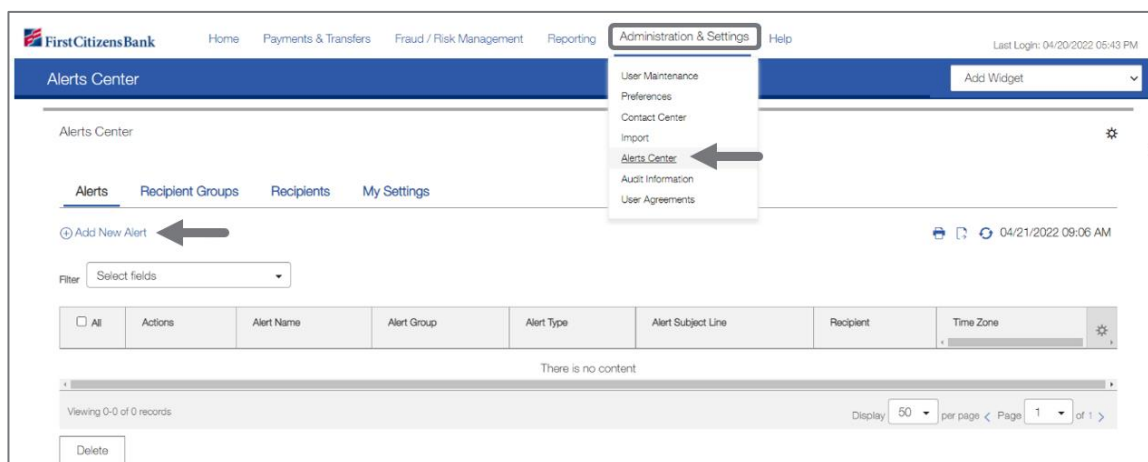 First Citizens Bank Home Payments & Transfers Fraud / Risk Management Reporting Administration & Settings Help Last Login: 04/20/2022 05:43 PM
Alerts Center Add Widget
User Maintenance
Preferences
Contact Center
Import
Alerts Center
Audit Information
User Agreements
Alerts Center
Alerts Recipient Groups Recipients My Settings
Add New Alert 04/21/2022 09:06 AM
Filter Select fields
All Actions Alert Name Alert Group Alert Type Alert Subject Line Recipient Time Zone
There is no content
Viewing 0-0 of 0 records Display 50 per page < Page 1 of 1 >
Delete